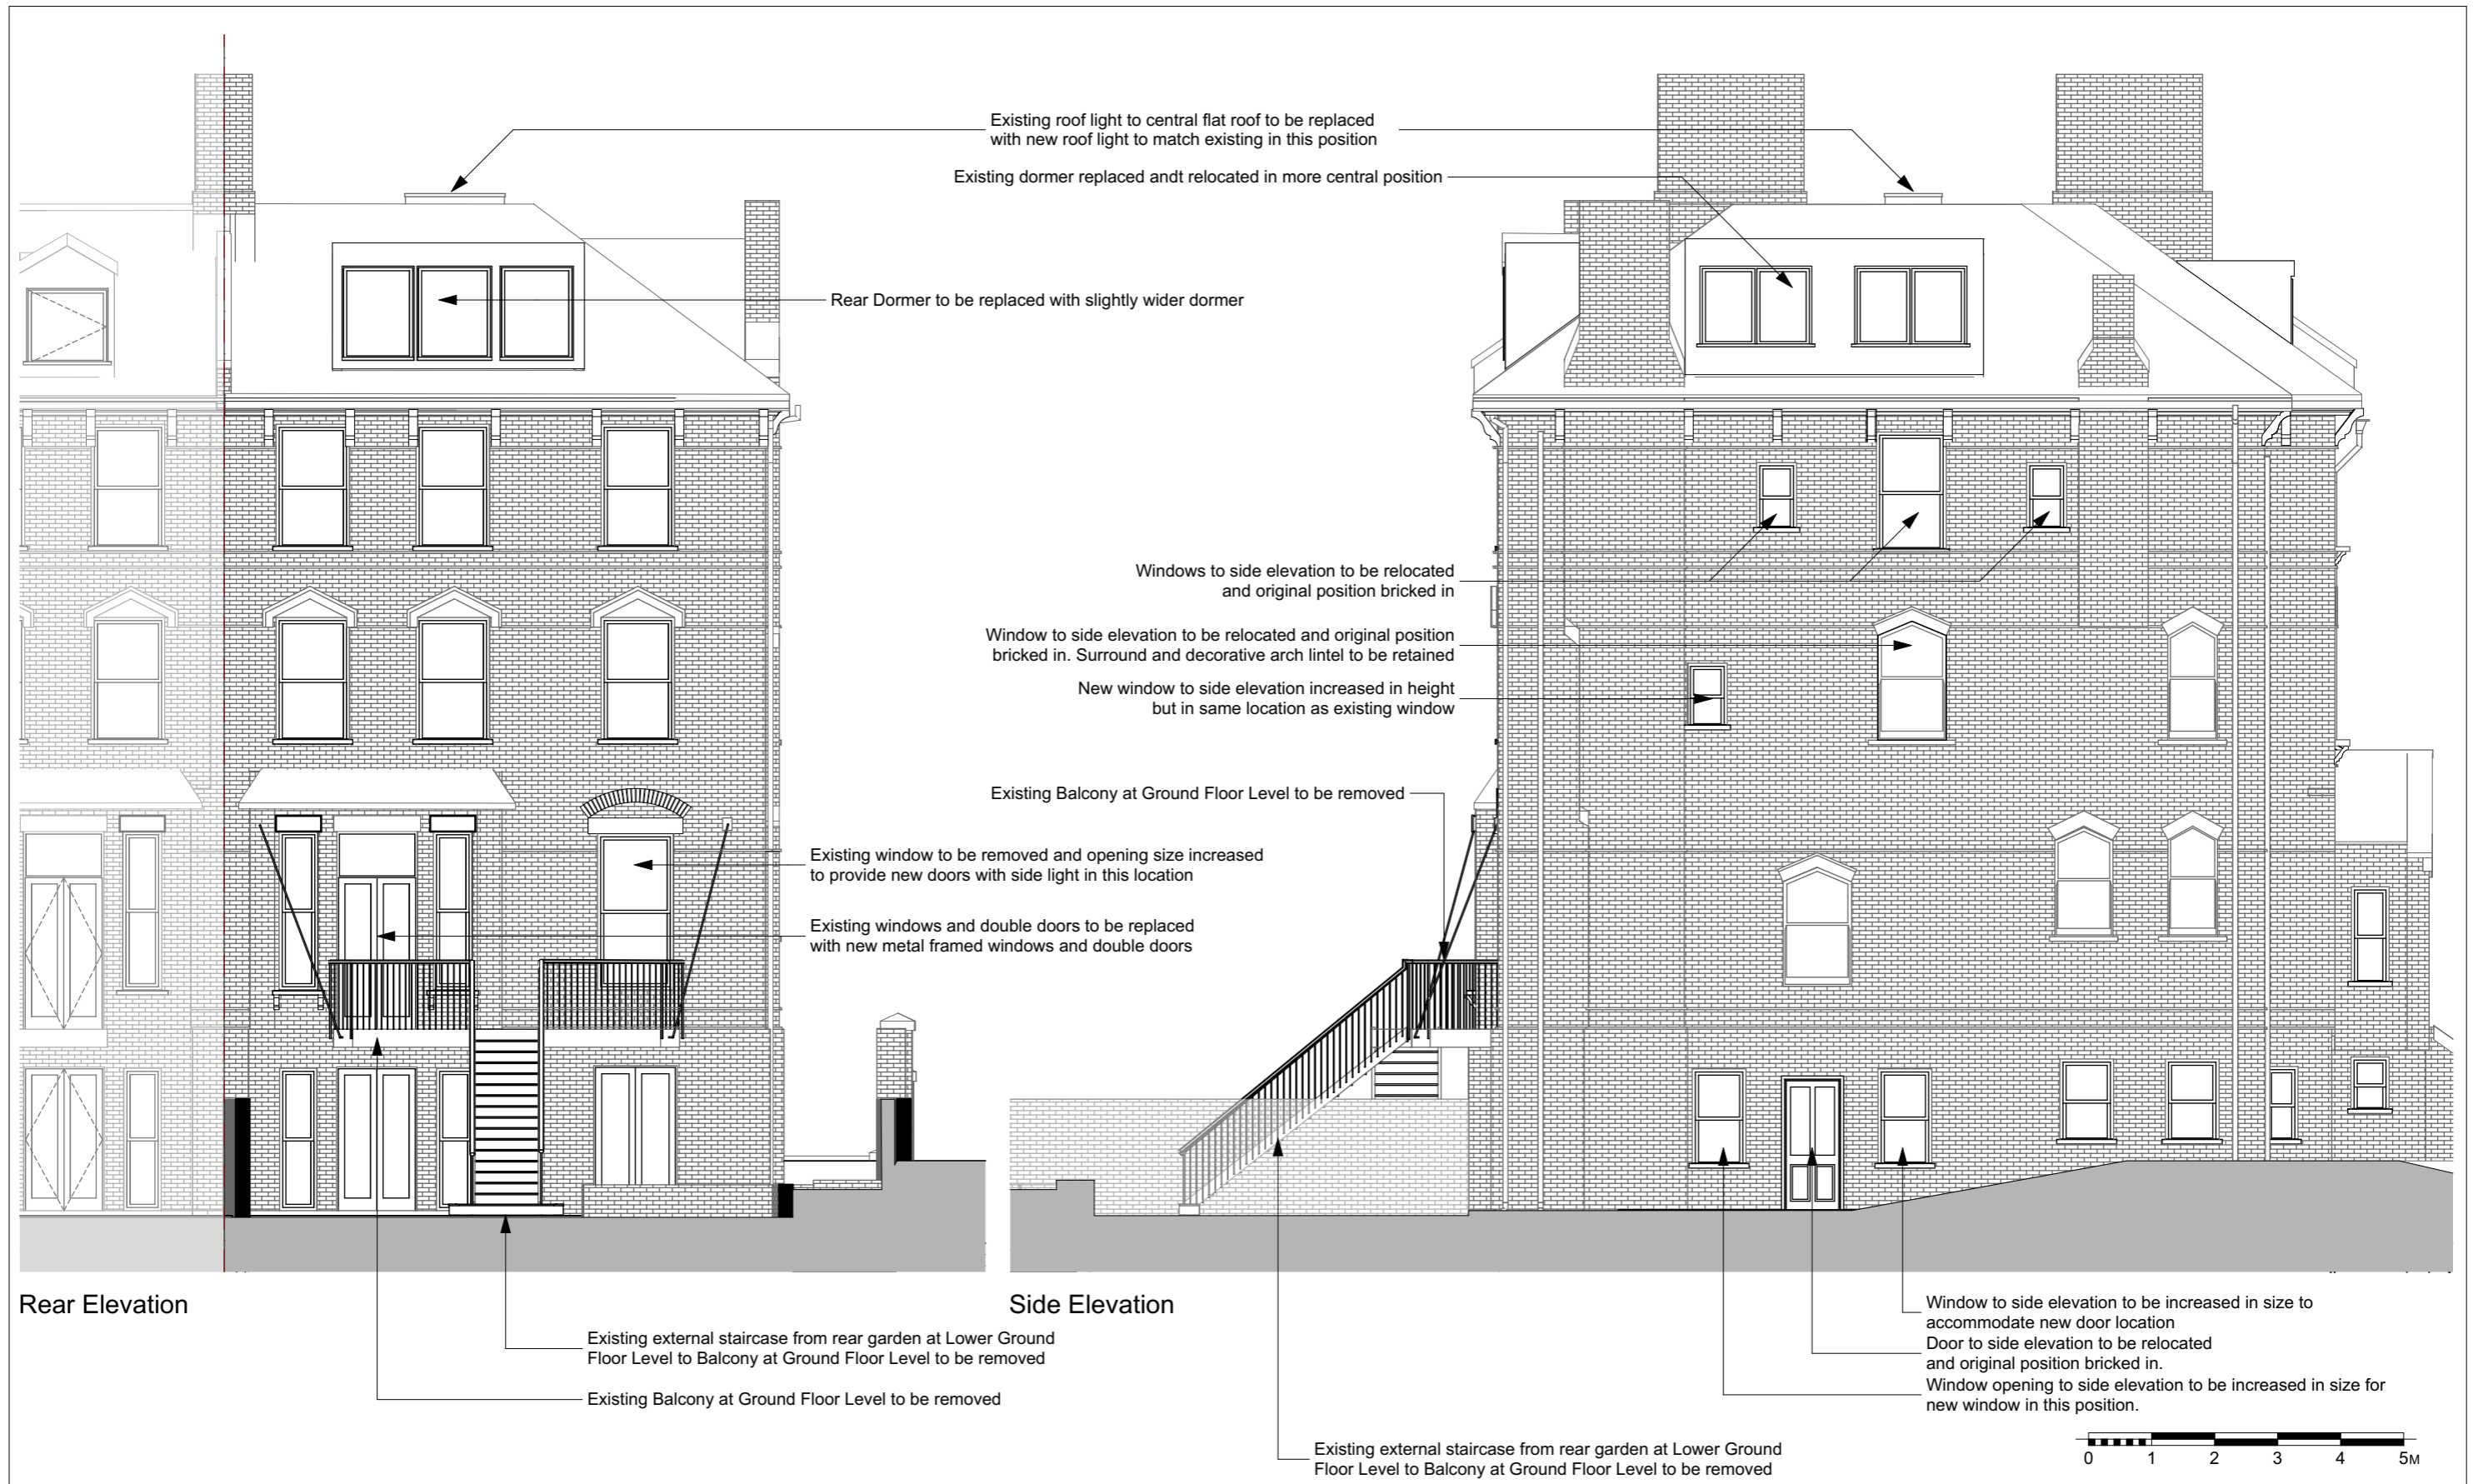 Existing roof light to central flat roof to be replaced
with new roof light to match existing in this position
Existing dormer replaced andt relocated in more central position
Rear Dormer to be replaced with slightly wider dormer
Windows to side elevation to be relocated
and original position bricked in
Window to side elevation to be relocated and original position
bricked in. Surround and decorative arch lintel to be retained
New window to side elevation increased in height
but in same location as existing window
Existing Balcony at Ground Floor Level to be removed
Existing window to be removed and opening size increased
to provide new doors with side light in this location
Existing windows and double doors to be replaced
with new metal framed windows and double doors
Rear Elevation
Side Elevation
Existing external staircase from rear garden at Lower Ground
Floor Level to Balcony at Ground Floor Level to be removed
Existing Balcony at Ground Floor Level to be removed
Window to side elevation to be increased in size to
accommodate new door location
Door to side elevation to be relocated
and original position bricked in.
Window opening to side elevation to be increased in size for
new window in this position.
Existing external staircase from rear garden at Lower Ground
Floor Level to Balcony at Ground Floor Level to be removed
0 1 2 3 4 5M